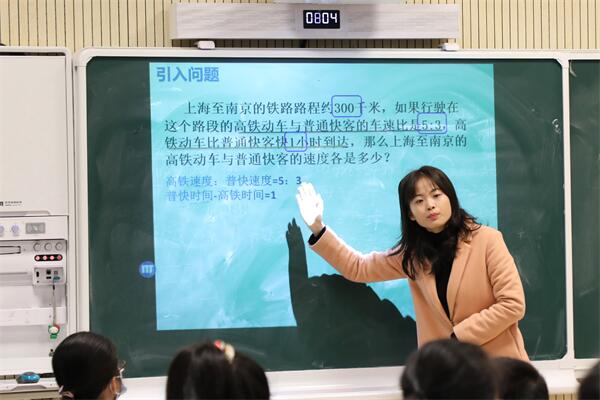 0804
引入问题
上海至南京的铁路路程约300千米，如果行驶在
这个路段的高铁动车与普通快客的车速比是5:3，高
铁动车比普通快客快1小时到达，那么上海至南京的
高铁动车与普通快客的速度各是多少？
高铁速度：普快速度=5：3
普快时间-高铁时间=1